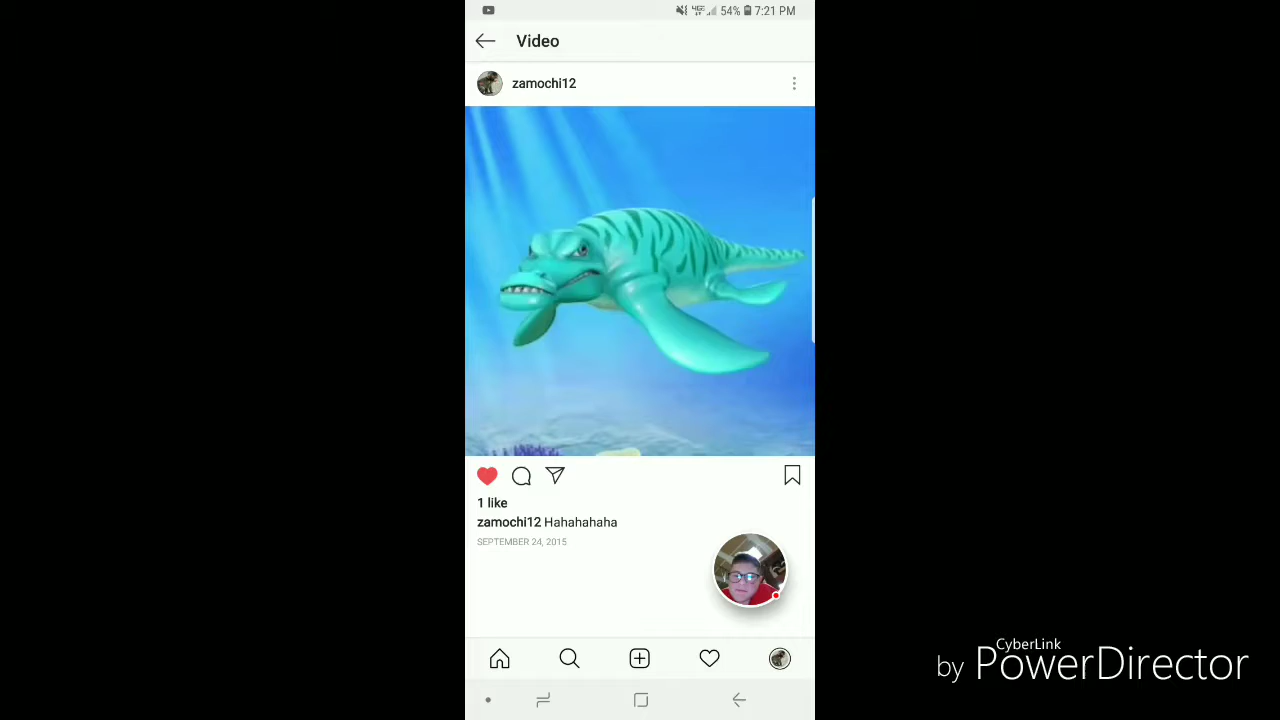 54% 7:21 PM
Video
zamochi12
1 like
zamochi12 Hahahahaha
SEPTEMBER 24, 2015
CyberLink
by PowerDirector